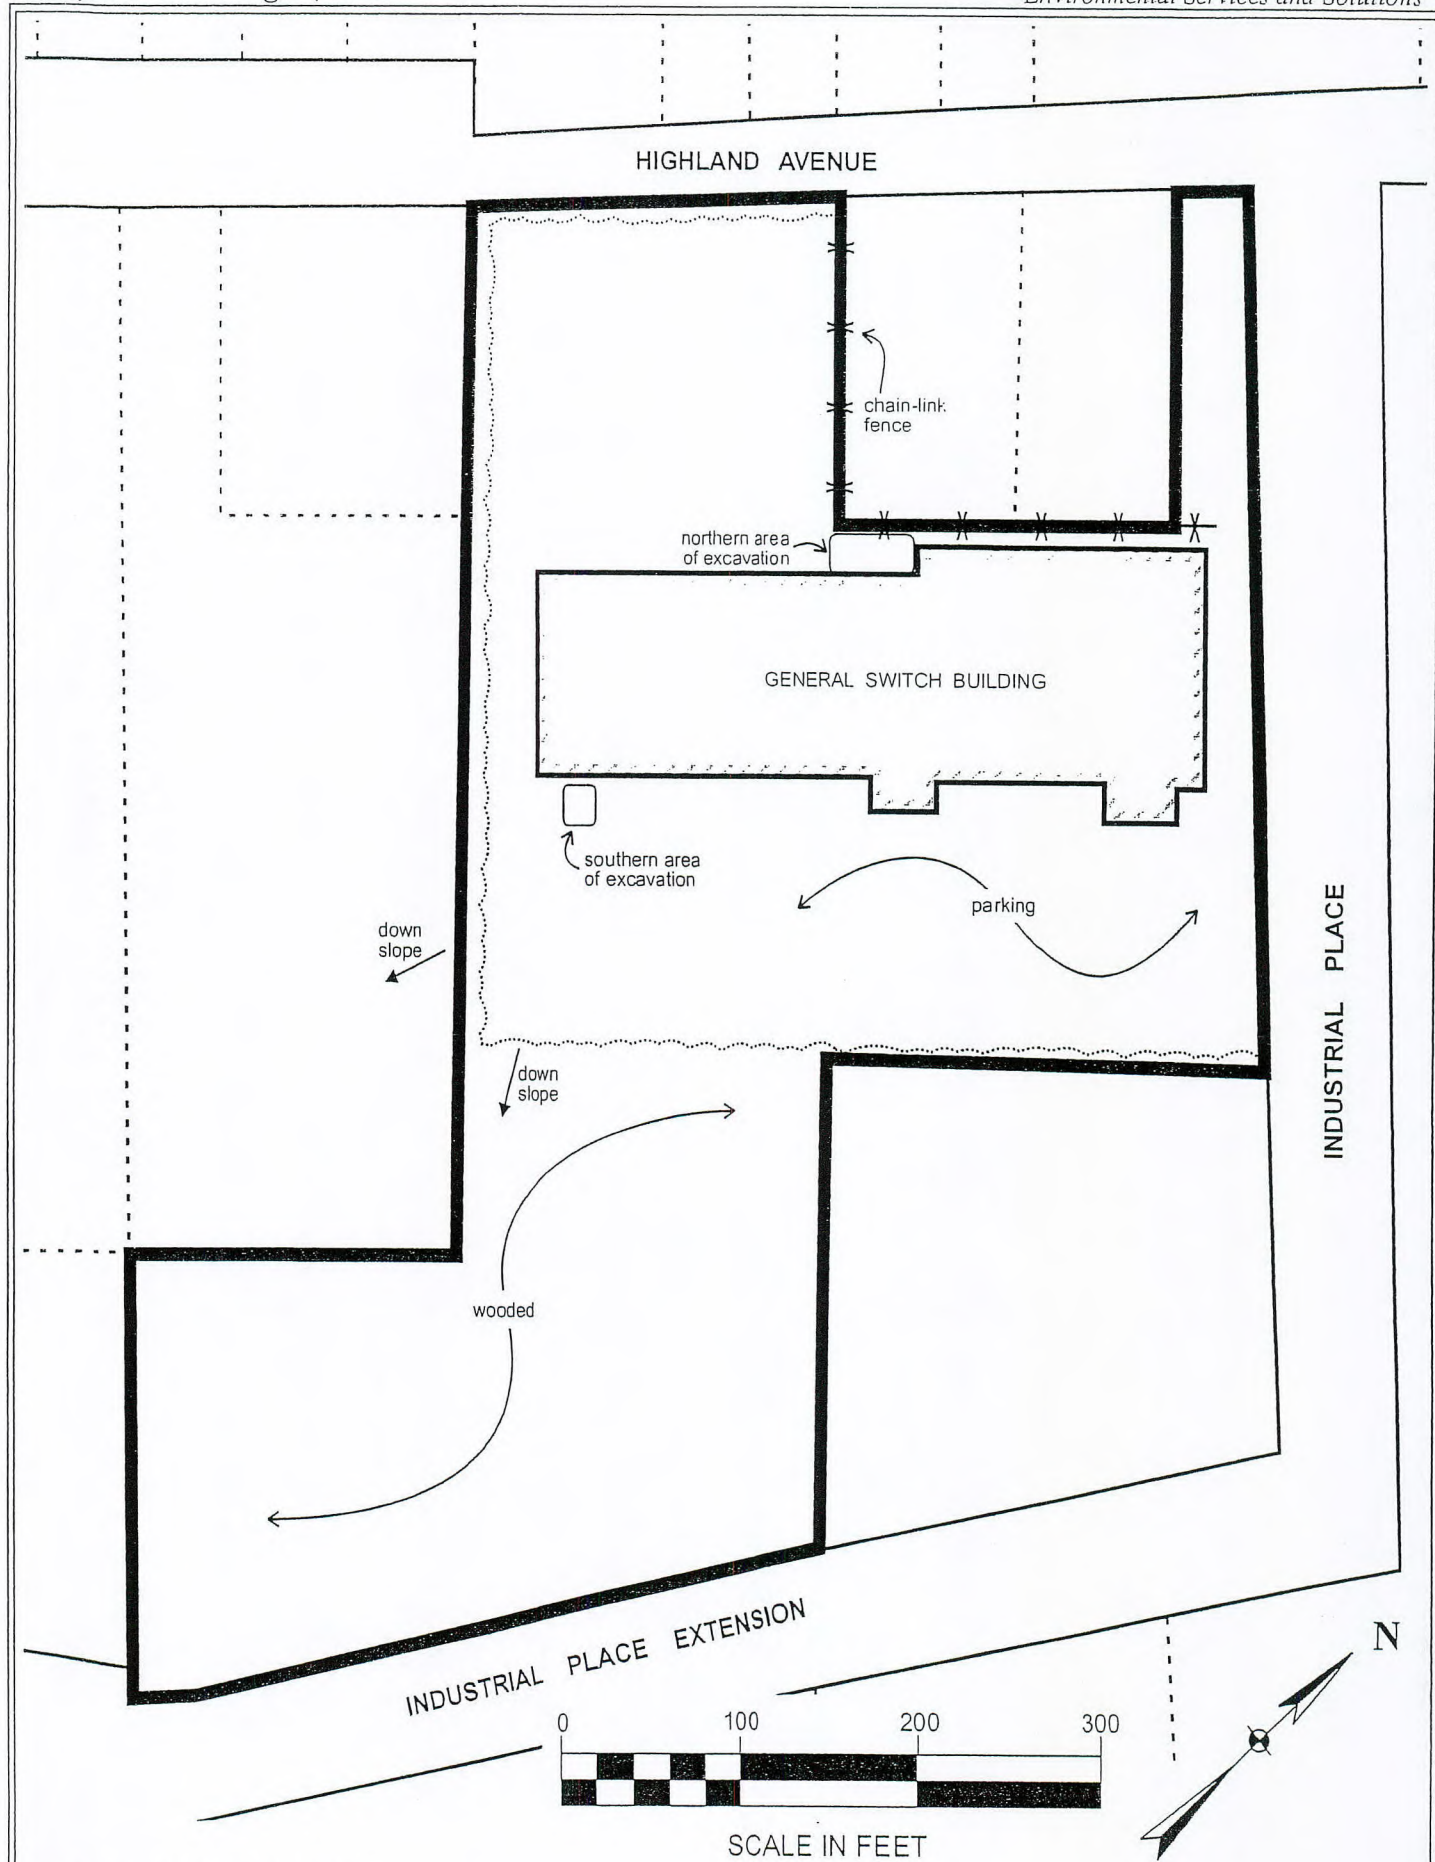 Environmental Services and Solutions
HIGHLAND AVENUE
chain-link
fence
northern area
of excavation
GENERAL SWITCH BUILDING
southern area
of excavation
parking
down
slope
INDUSTRIAL PLACE
down
slope
wooded
INDUSTRIAL PLACE EXTENSION
N
0 100 200 300
SCALE IN FEET